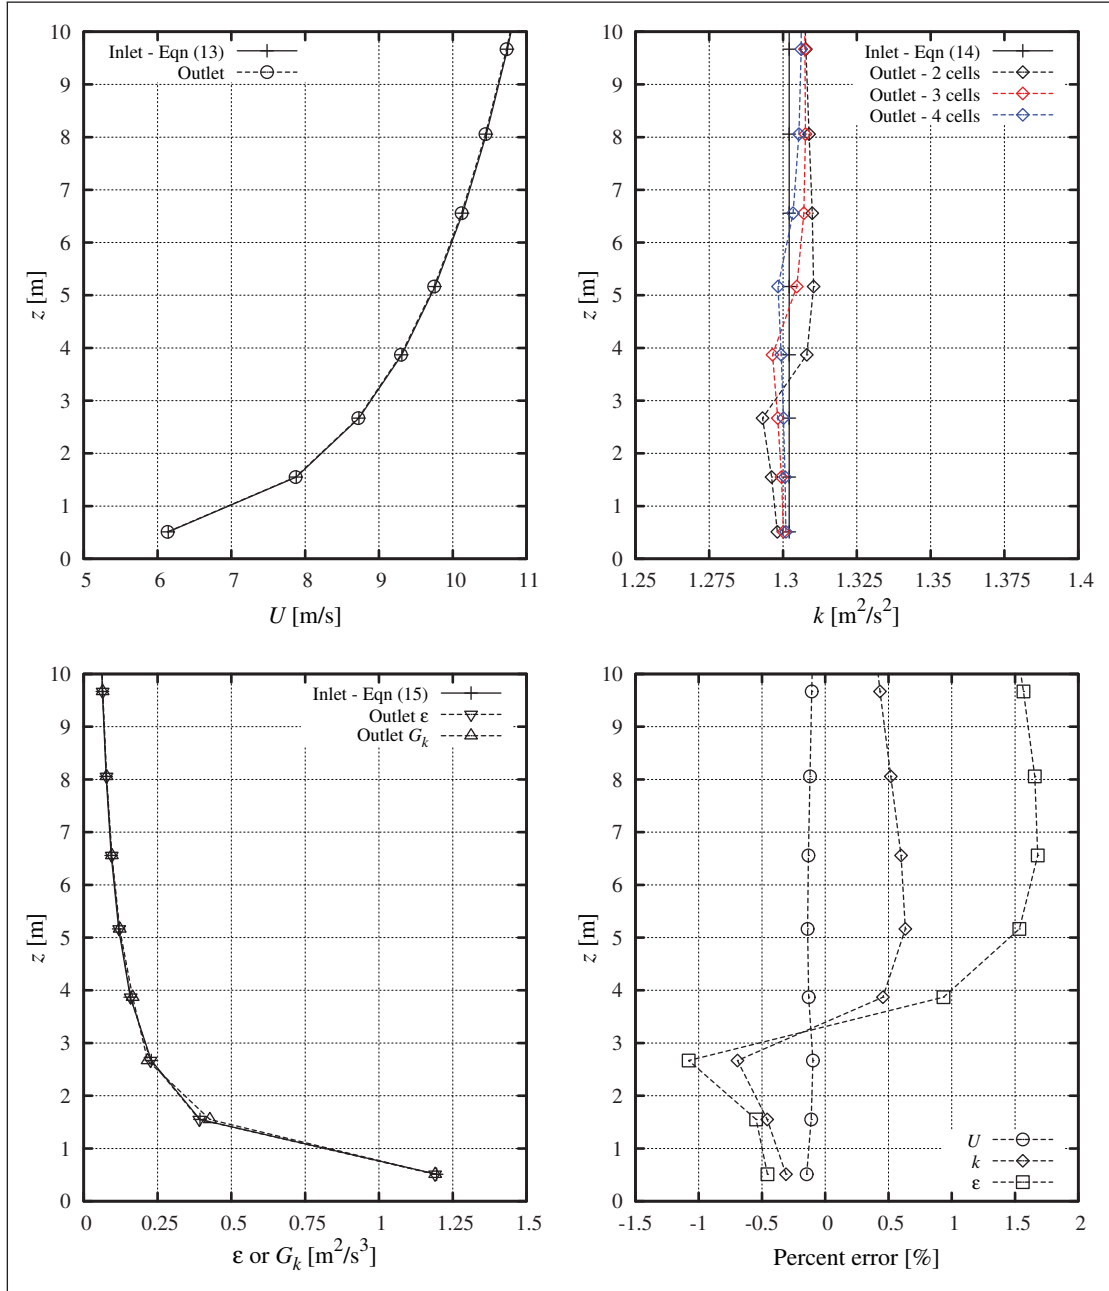 Inlet - Eqn (13)
Outlet
10
9
8
7
6
5
4
3
2
1
0
z [m]
5 6 7 8 9 10 11
U [m/s]
Inlet - Eqn (14)
Outlet - 2 cells
Outlet - 3 cells
Outlet - 4 cells
10
9
8
7
6
5
4
3
2
1
0
z [m]
1.25 1.275 1.3 1.325 1.35 1.375 1.4
k [m²/s²]
Inlet - Eqn (15)
Outlet ε
Outlet Gₖ
10
9
8
7
6
5
4
3
2
1
0
z [m]
0 0.25 0.5 0.75 1 1.25 1.5
ε or Gₖ [m²/s³]
10
9
8
7
6
5
4
3
2
1
0
z [m]
U
k
ε
-1.5 -1 -0.5 0 0.5 1 1.5 2
Percent error [%]